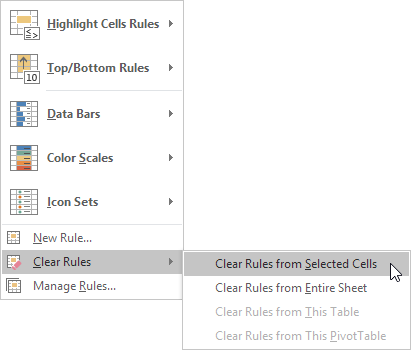 Highlight Cells Rules
10
Top/Bottom Rules
Data Bars
Color Scales
Icon Sets
New Rule...
Clear Rules
Manage Rules...
Clear Rules from Selected Cells
Clear Rules from Entire Sheet
Clear Rules from This Table
Clear Rules from This PivotTable